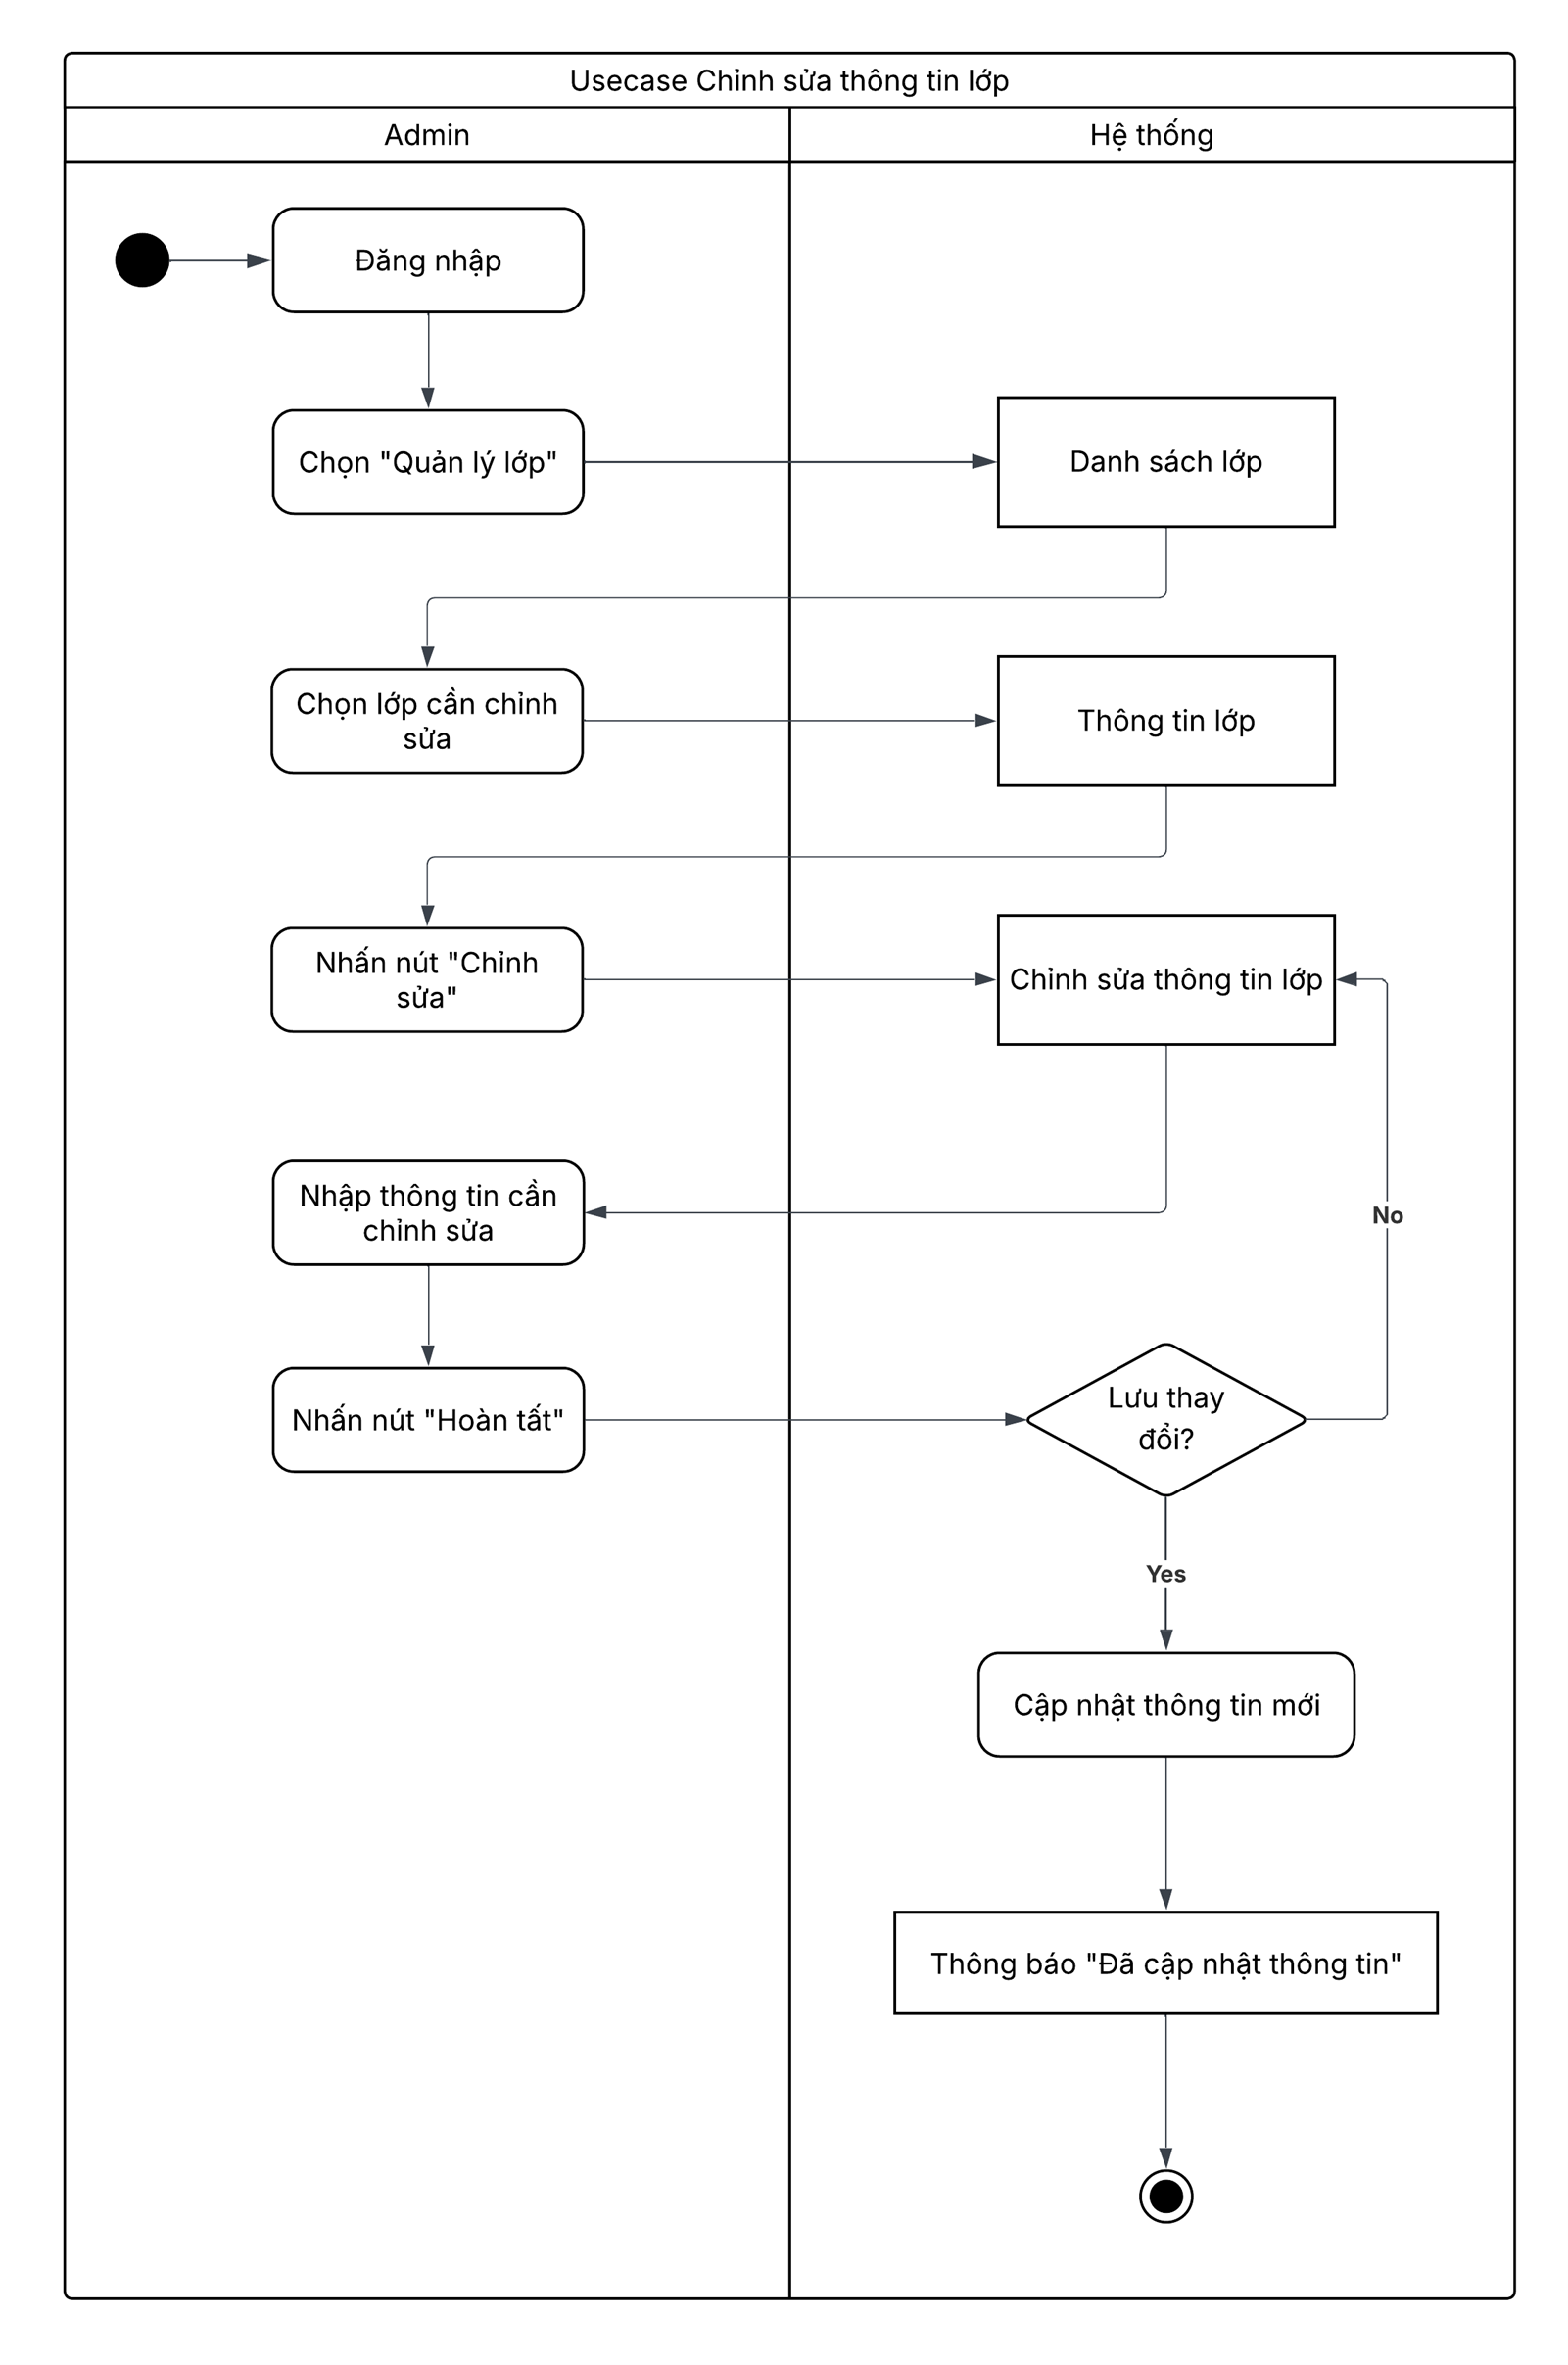 Usecase Chỉnh sửa thông tin lớp
Admin
Hệ thống
Đăng nhập
Chọn "Quản lý lớp"
Danh sách lớp
Chọn lớp cần chỉnh
sửa
Thông tin lớp
Nhấn nút "Chỉnh
sửa"
Chỉnh sửa thông tin lớp
Nhập thông tin cần
chỉnh sửa
No
Nhấn nút "Hoàn tất"
Lưu thay
đổi?
Yes
Cập nhật thông tin mới
Thông báo "Đã cập nhật thông tin"